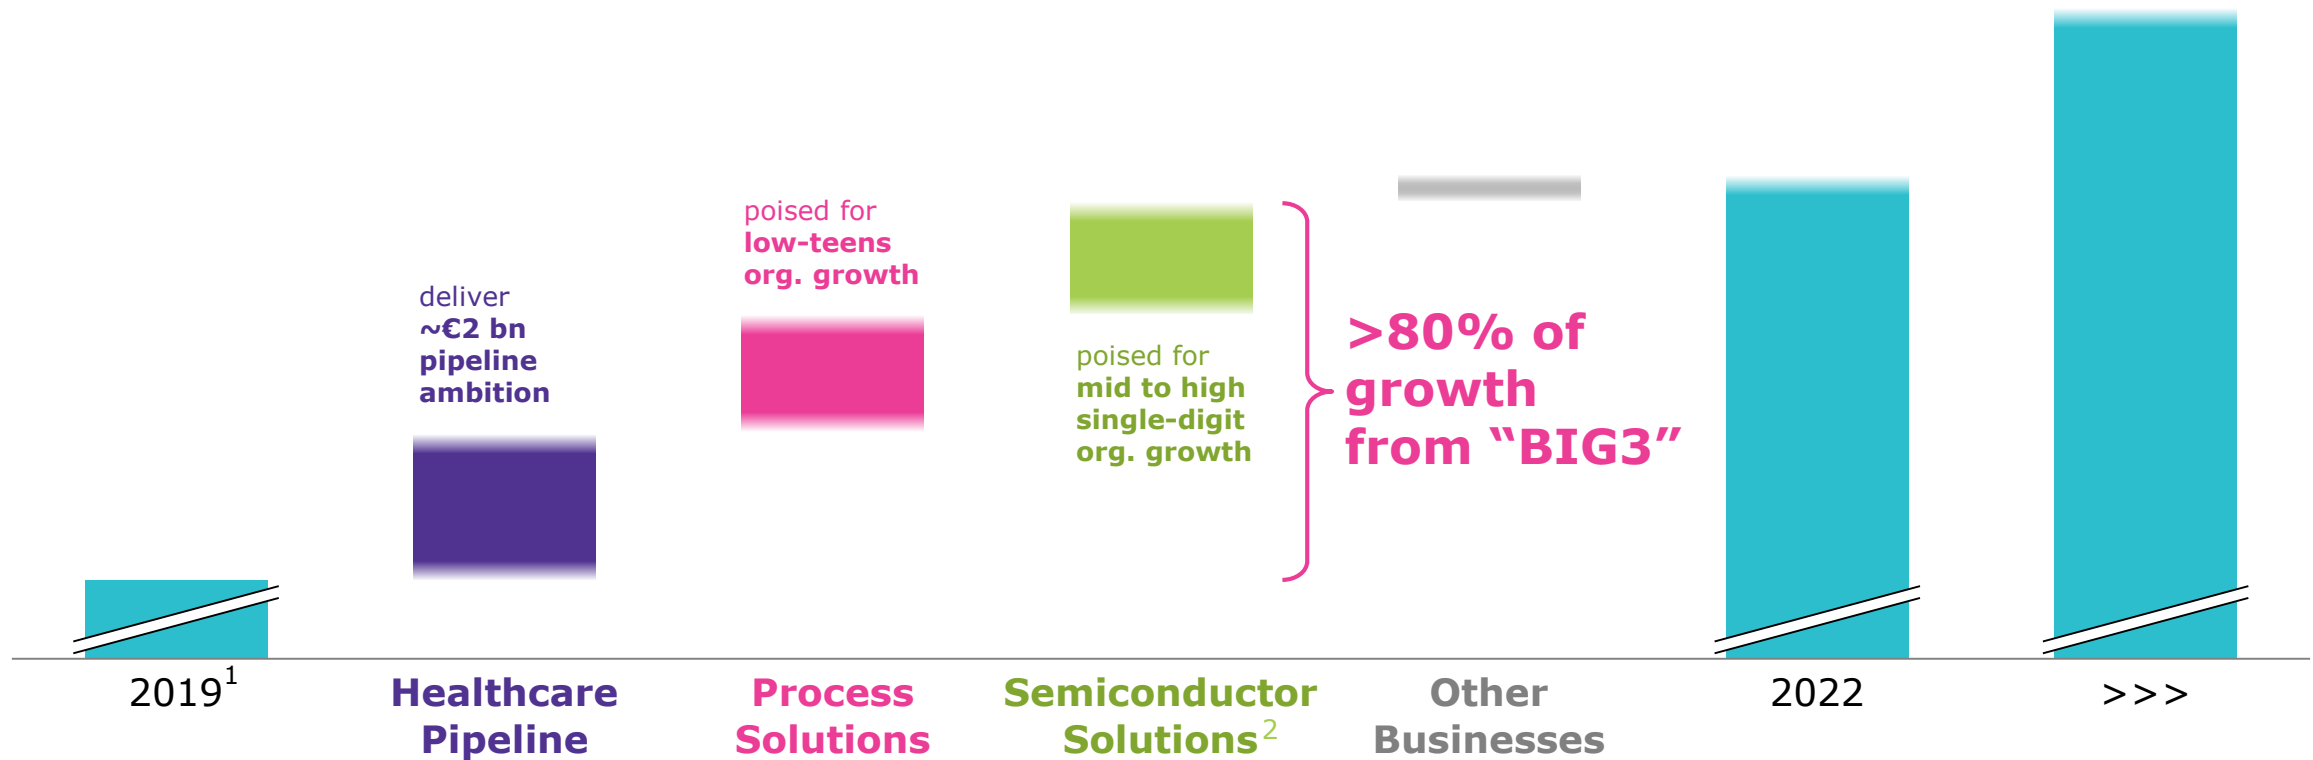 poised for
low-teens
org. growth
deliver
~€2 bn
pipeline
ambition
poised for
mid to high
single-digit
org. growth
>80% of
growth
from “BIG3”
2019¹
Healthcare
Pipeline
Process
Solutions
Semiconductor
Solutions²
Other
Businesses
2022
>>>